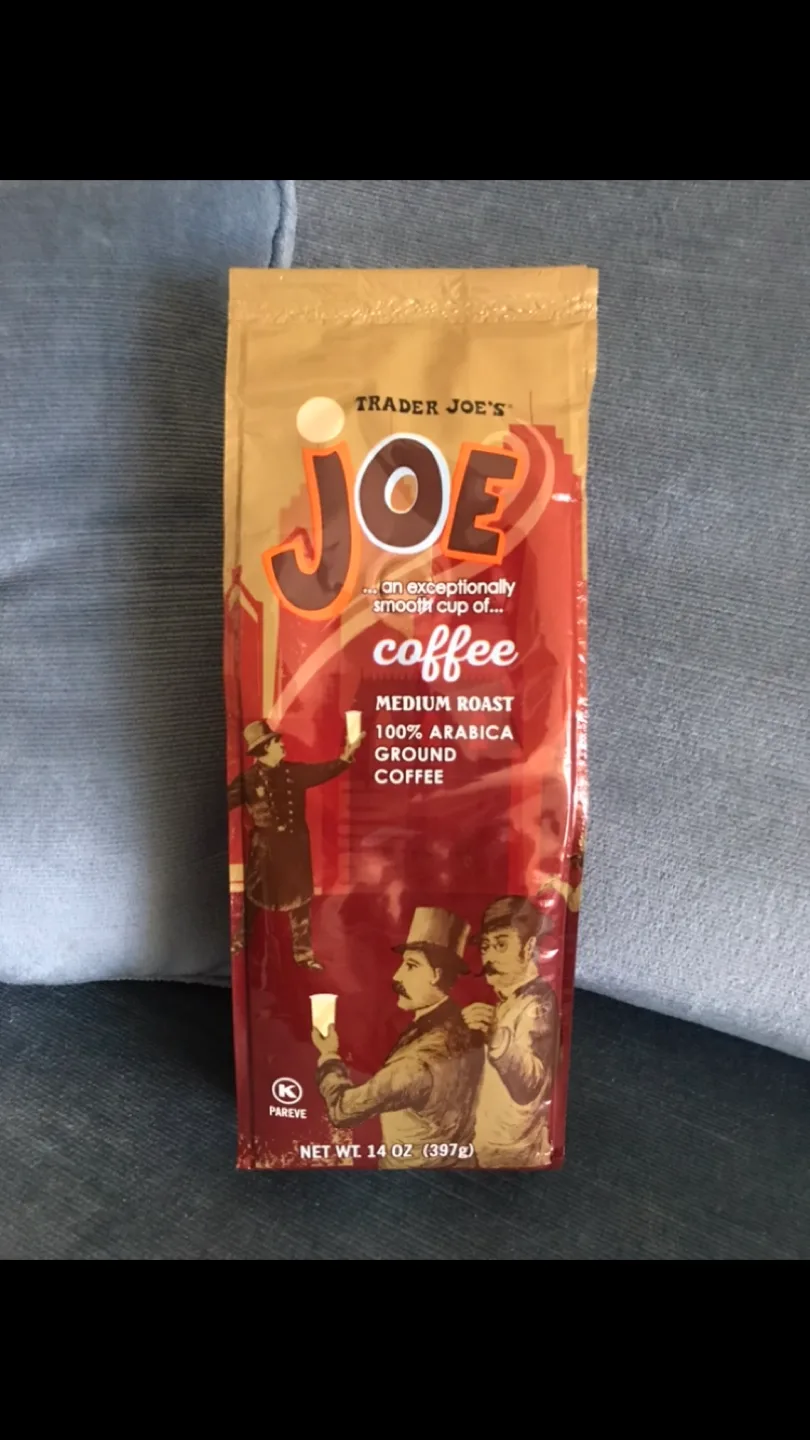 TRADER JOE'S
JOE
... an exceptionally
smooth cup of...
coffee
MEDIUM ROAST
100% ARABICA
GROUND
COFFEE
K
PAREVE
NET WT. 14 OZ (397g)